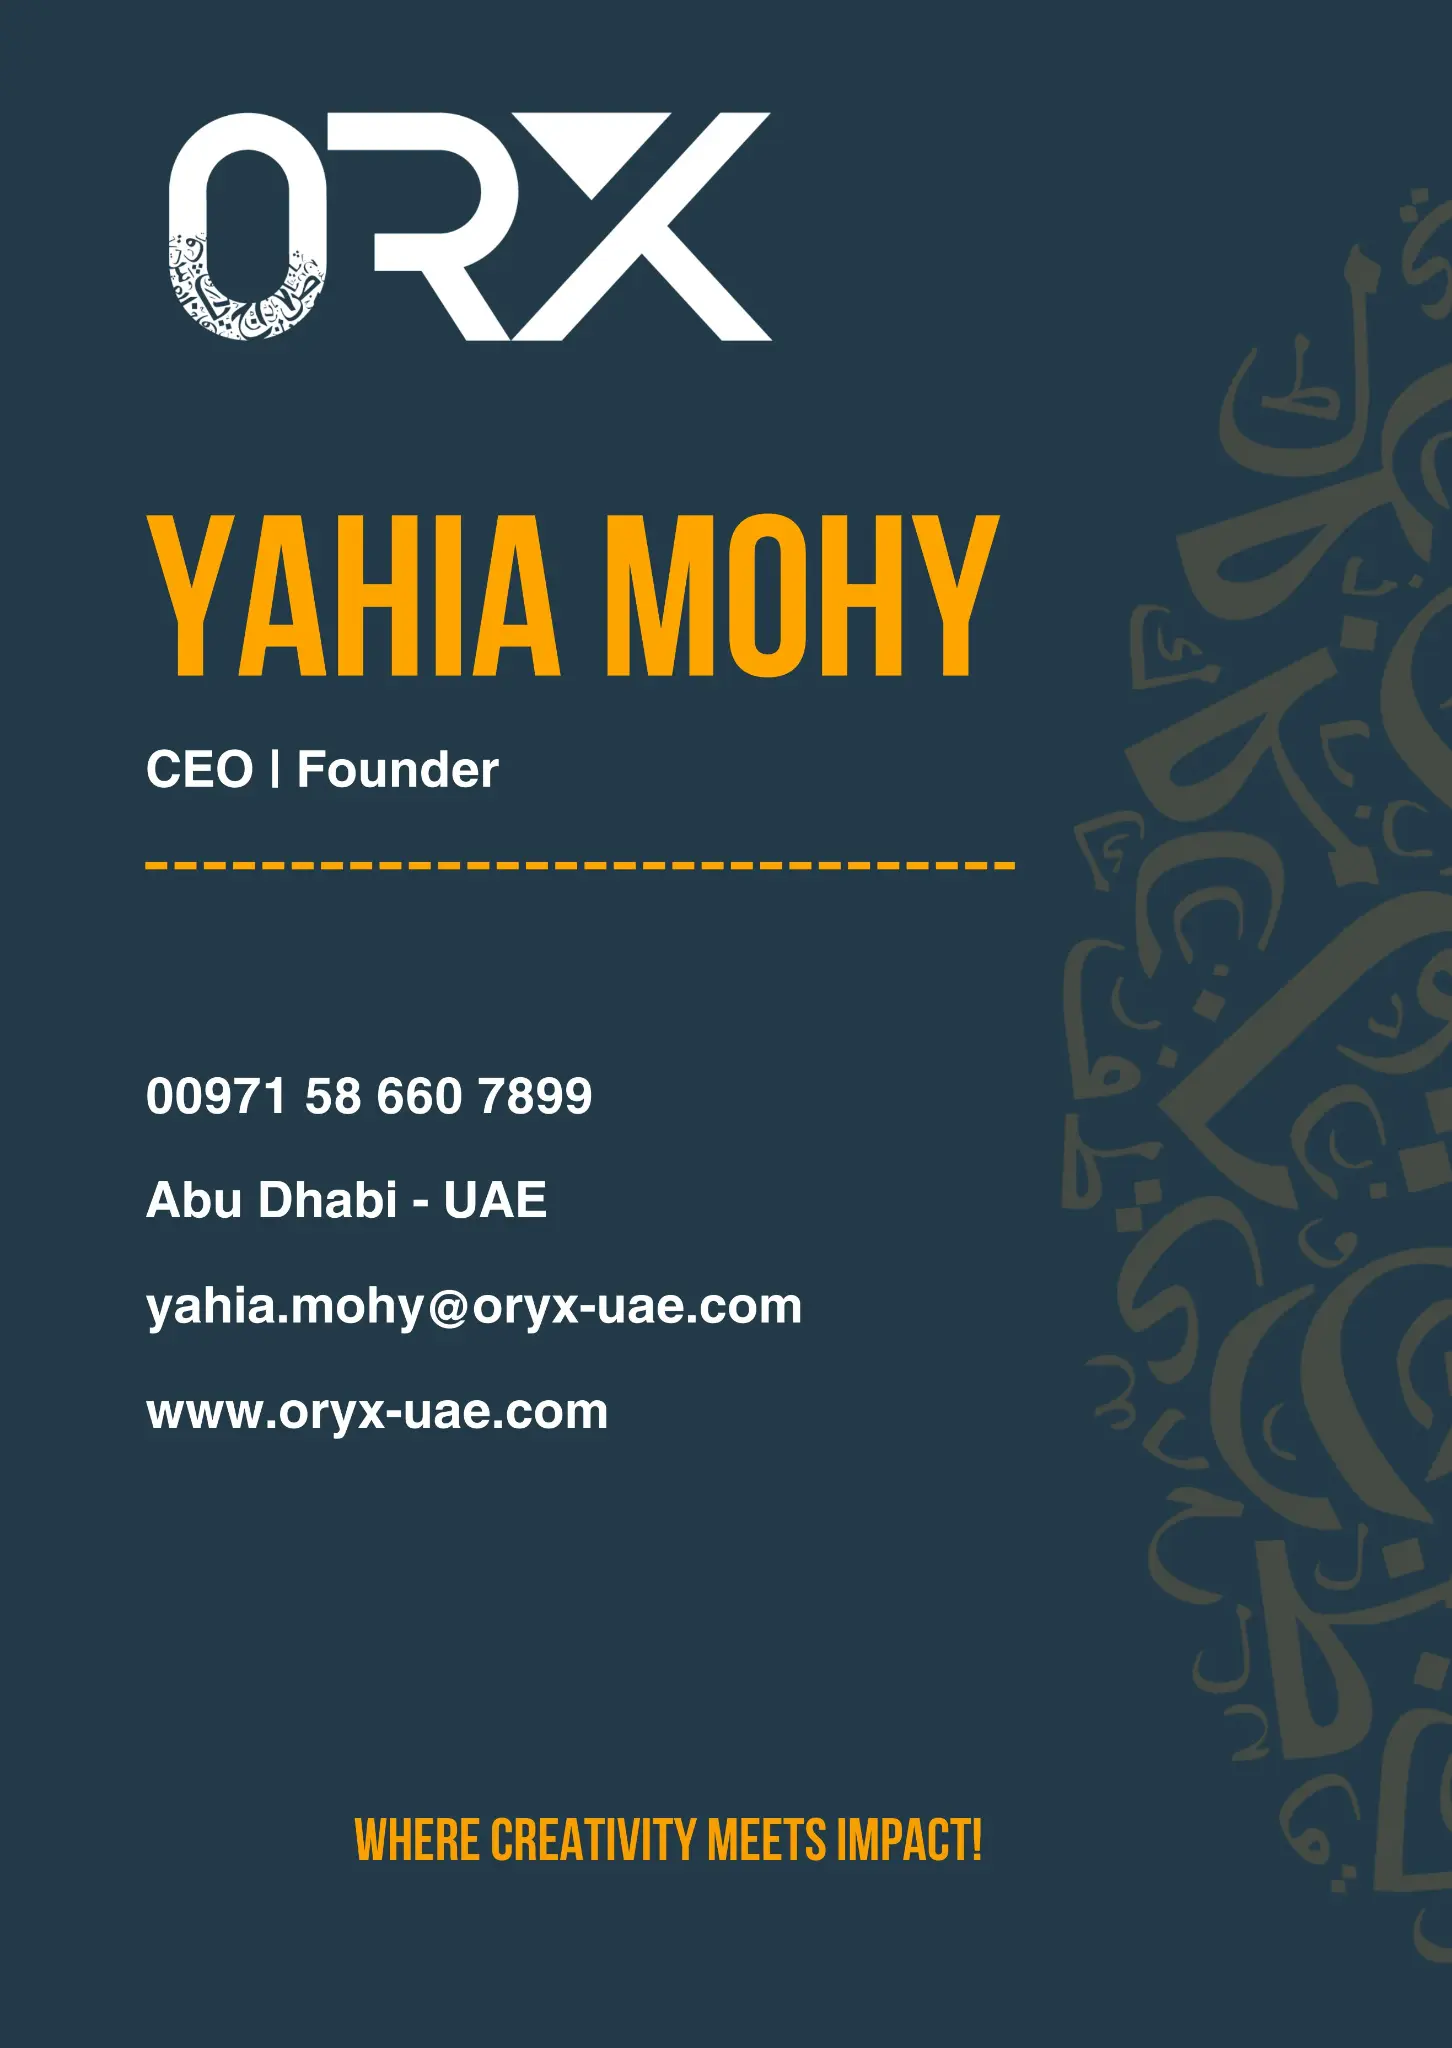 ORX
YAHIA MOHY
CEO | Founder
00971 58 660 7899
Abu Dhabi - UAE
yahia.mohy@oryx-uae.com
www.oryx-uae.com
WHERE CREATIVITY MEETS IMPACT!